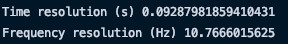 Time resolution (s) 0.09287981859410431
Frequency resolution (Hz) 10.7666015625